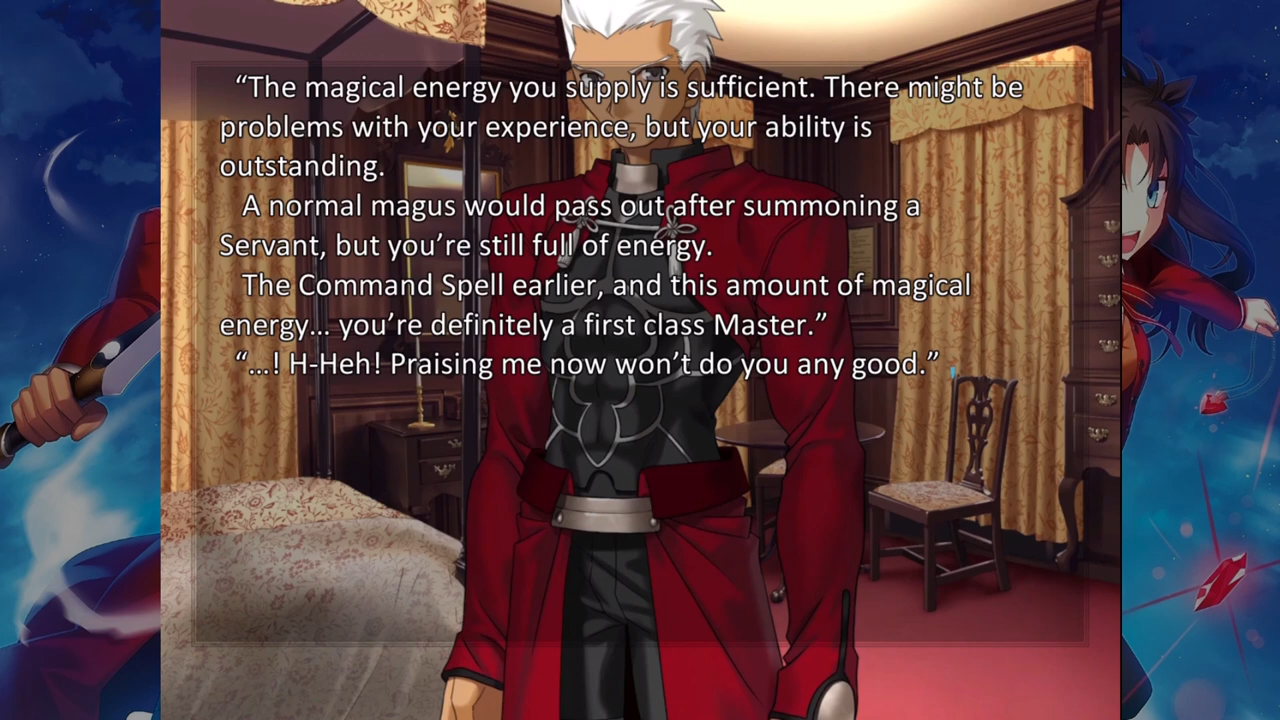 “The magical energy you supply is sufficient. There might be
problems with your experience, but your ability is
outstanding.
A normal magus would pass out after summoning a
Servant, but you’re still full of energy.
The Command Spell earlier, and this amount of magical
energy... you’re definitely a first class Master.”
“...! H-Heh! Praising me now won’t do you any good.”